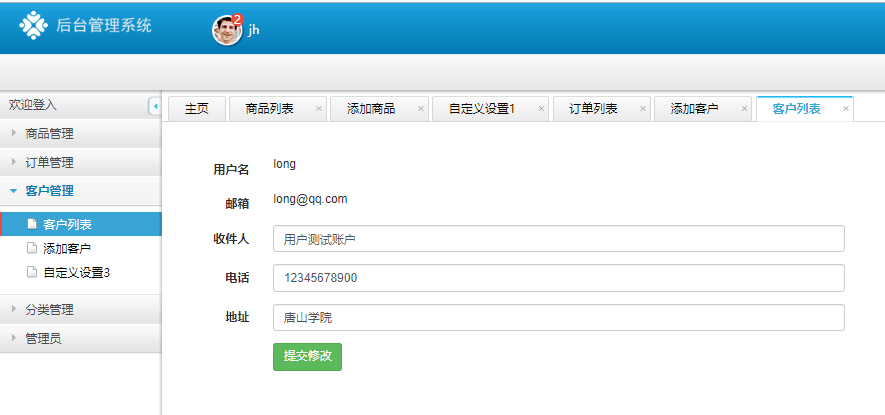 后台管理系统
2
jh
欢迎登入
商品管理
订单管理
客户管理
客户列表
添加客户
自定义设置3
分类管理
管理员
主页 商品列表 × 添加商品 × 自定义设置1 × 订单列表 × 添加客户 × 客户列表 ×
用户名 long
邮箱 long@qq.com
收件人 用户测试账户
电话 12345678900
地址 唐山学院
提交修改